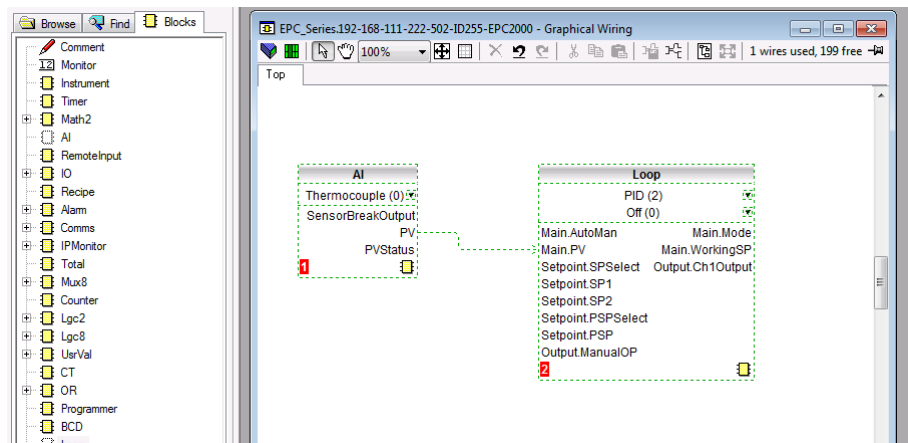 Browse Find Blocks
Comment
12 Monitor
Instrument
Timer
Math2
AI
RemoteInput
IO
Recipe
Alarm
Comms
IPMonitor
Total
Mux8
Counter
Lgc2
Lgc8
UsrVal
CT
OR
Programmer
BCD
EPC_Series.192-168-111-222-502-ID255-EPC2000 - Graphical Wiring
100% 1 wires used, 199 free
Top
AI
Thermocouple (0)
SensorBreakOutput
PV
PVStatus
1
Loop
PID (2)
Off (0)
Main.AutoMan Main.Mode
Main.PV Main.WorkingSP
Setpoint.SPSelect Output.Ch1Output
Setpoint.SP1
Setpoint.SP2
Setpoint.PSPSelect
Setpoint.PSP
Output.ManualOP
2